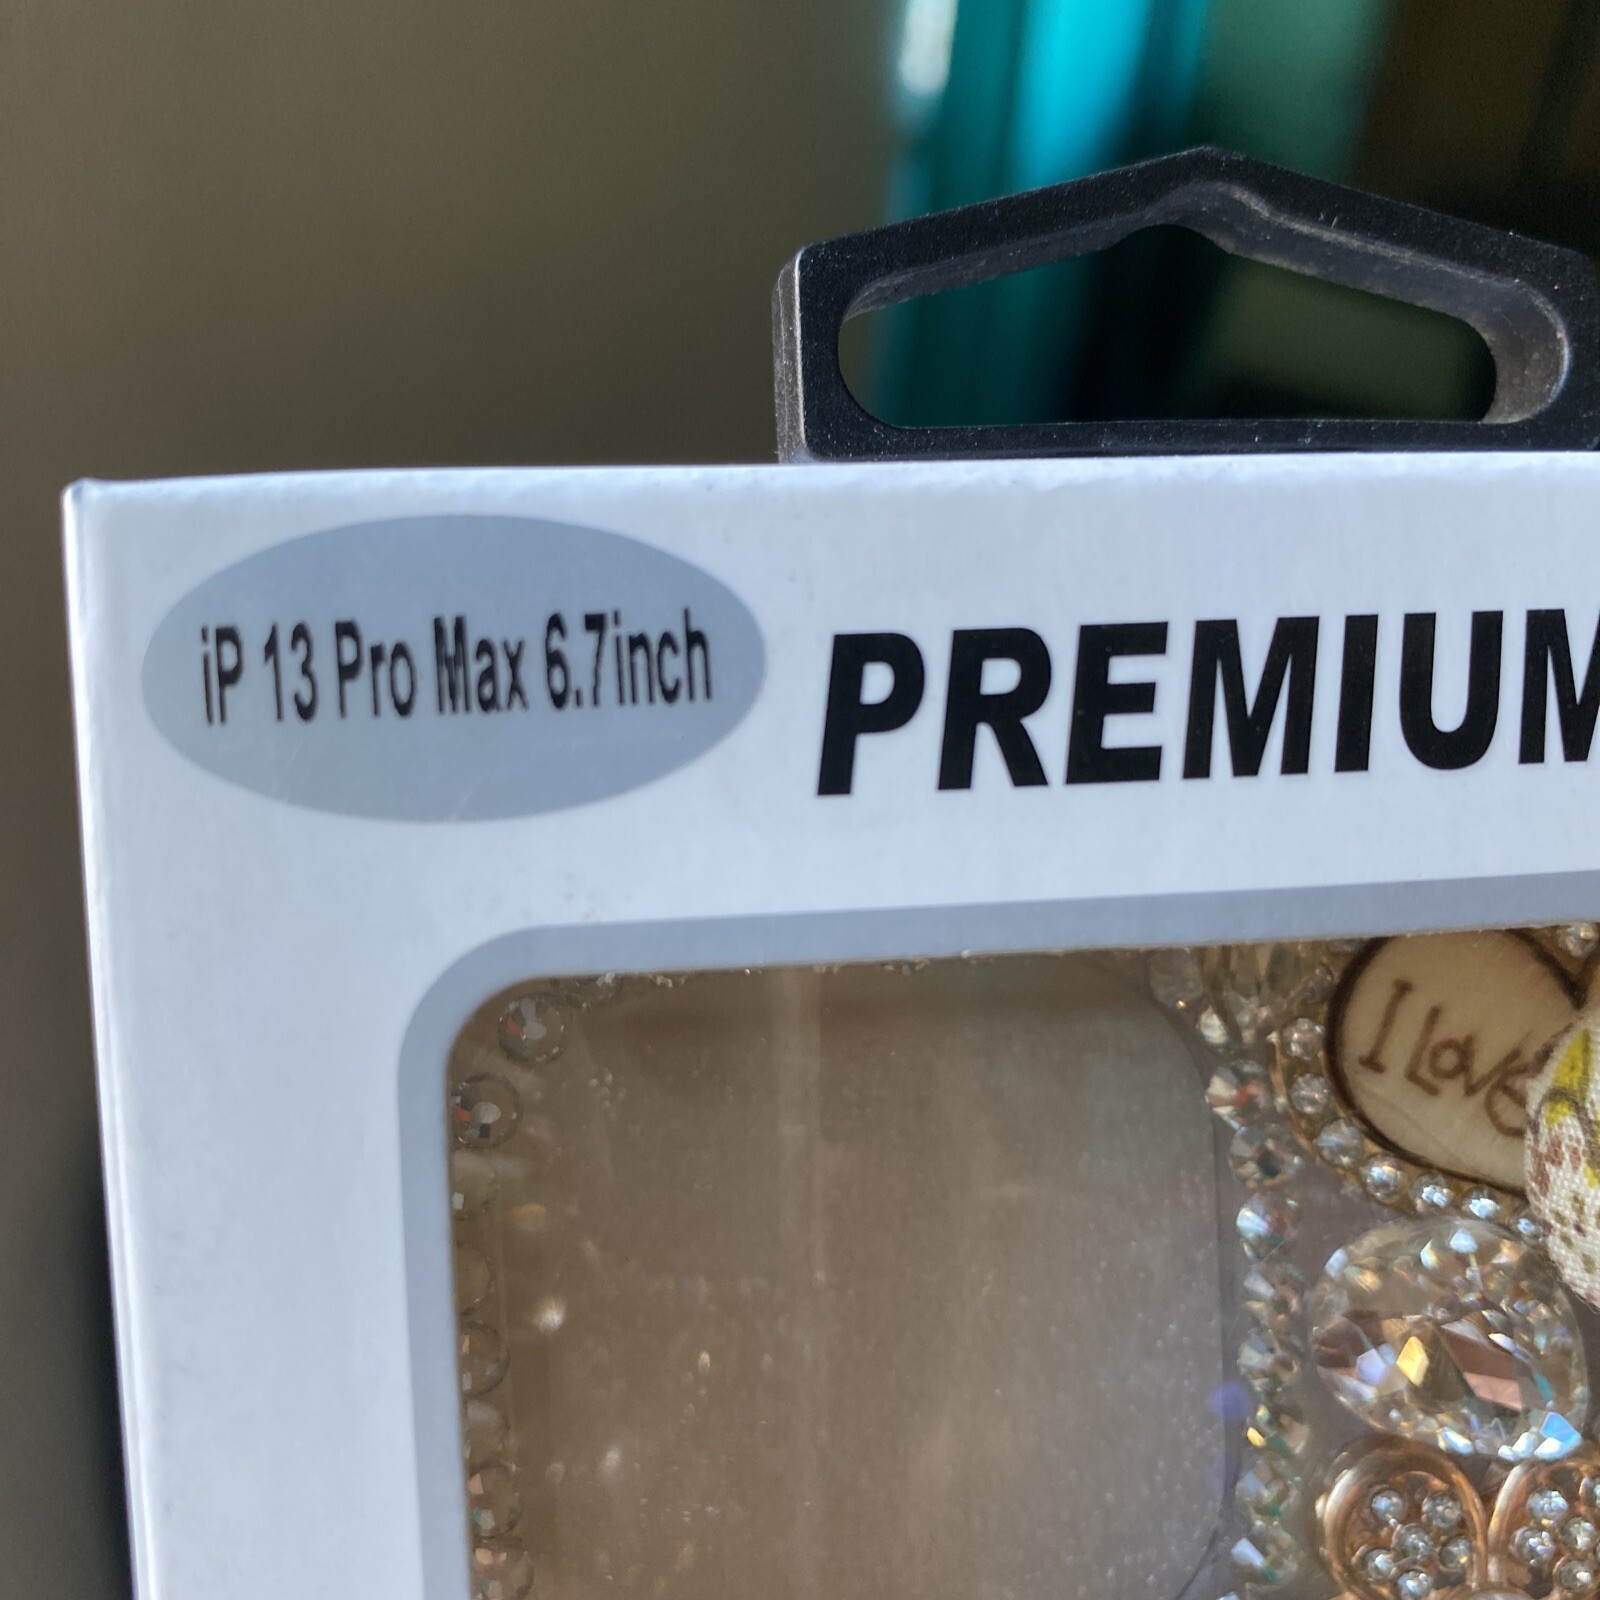 iP 13 Pro Max 6.7inch
PREMIUM
I Love